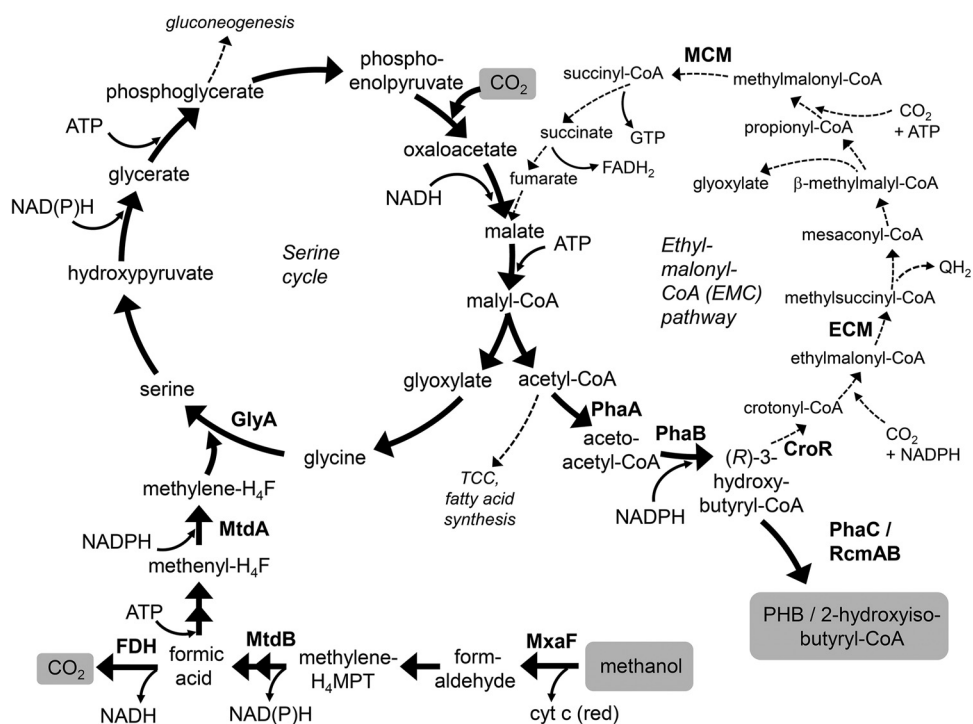 gluconeogenesis
phospho-
enolpyruvate
CO2
phosphoglycerate
ATP
glycerate
NAD(P)H
hydroxypyruvate
serine
GlyA
glycine
Serine
cycle
oxaloacetate
NADH
malate
ATP
malyl-CoA
glyoxylate
acetyl-CoA
TCC,
fatty acid
synthesis
PhaA
aceto-
acetyl-CoA
PhaB
NADPH
(R)-3-
hydroxy-
butyryl-CoA
CroR
crotonyl-CoA
CO2
+ NADPH
ethylmalonyl-CoA
ECM
methylsuccinyl-CoA
QH2
mesaconyl-CoA
β-methylmalyl-CoA
glyoxylate
propionyl-CoA
CO2
+ ATP
methylmalonyl-CoA
MCM
succinyl-CoA
GTP
succinate
FADH2
fumarate
Ethyl-
malonyl-
CoA (EMC)
pathway
PhaC /
RcmAB
PHB / 2-hydroxyiso-
butyryl-CoA
methylene-H4F
NADPH
MtdA
methenyl-H4F
ATP
FDH
CO2
NADH
formic
acid
MtdB
NAD(P)H
methylene-
H4MPT
form-
aldehyde
MxaF
cyt c (red)
methanol